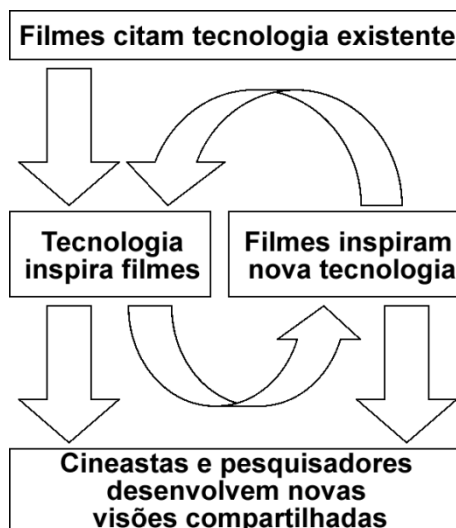 Filmes citam tecnologia existente
Tecnologia
inspira filmes
Filmes inspiram
nova tecnologia
Cineastas e pesquisadores
desenvolvem novas
visões compartilhadas